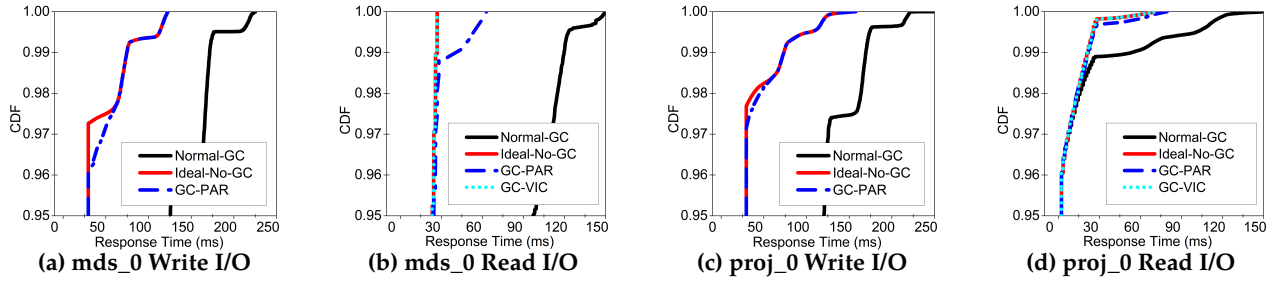 1.00
0.99
0.98
0.97
0.96
0.95
CDF
Normal-GC
Ideal-No-GC
GC-PAR
0 50 100 150 200 250
Response Time (ms)
(a) mds_0 Write I/O
1.00
0.99
0.98
0.97
0.96
0.95
CDF
Normal-GC
Ideal-No-GC
GC-PAR
GC-VIC
0 30 60 90 120 150
Response Time (ms)
(b) mds_0 Read I/O
1.00
0.99
0.98
0.97
0.96
0.95
CDF
Normal-GC
Ideal-No-GC
GC-PAR
0 50 100 150 200 250
Response Time (ms)
(c) proj_0 Write I/O
1.00
0.99
0.98
0.97
0.96
0.95
CDF
Normal-GC
Ideal-No-GC
GC-PAR
GC-VIC
0 30 60 90 120 150
Response Time (ms)
(d) proj_0 Read I/O